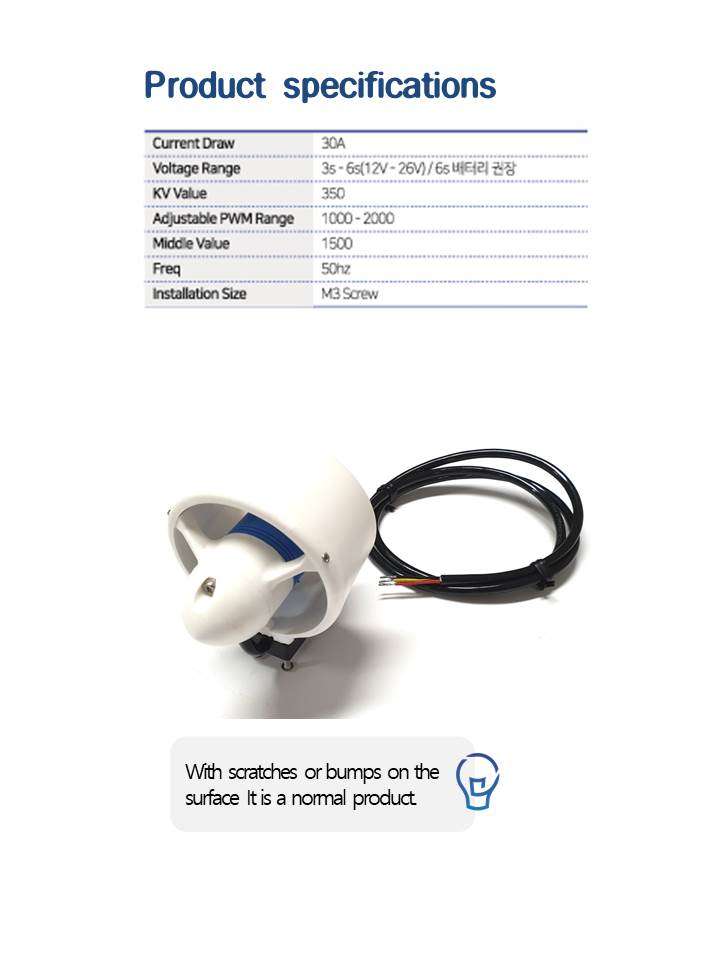 Product specifications
Current Draw 30A
Voltage Range 3s - 6s(12V - 26V) / 6s 배터리 권장
KV Value 350
Adjustable PWM Range 1000 - 2000
Middle Value 1500
Freq 50hz
Installation Size M3 Screw
With scratches or bumps on the
surface It is a normal product.